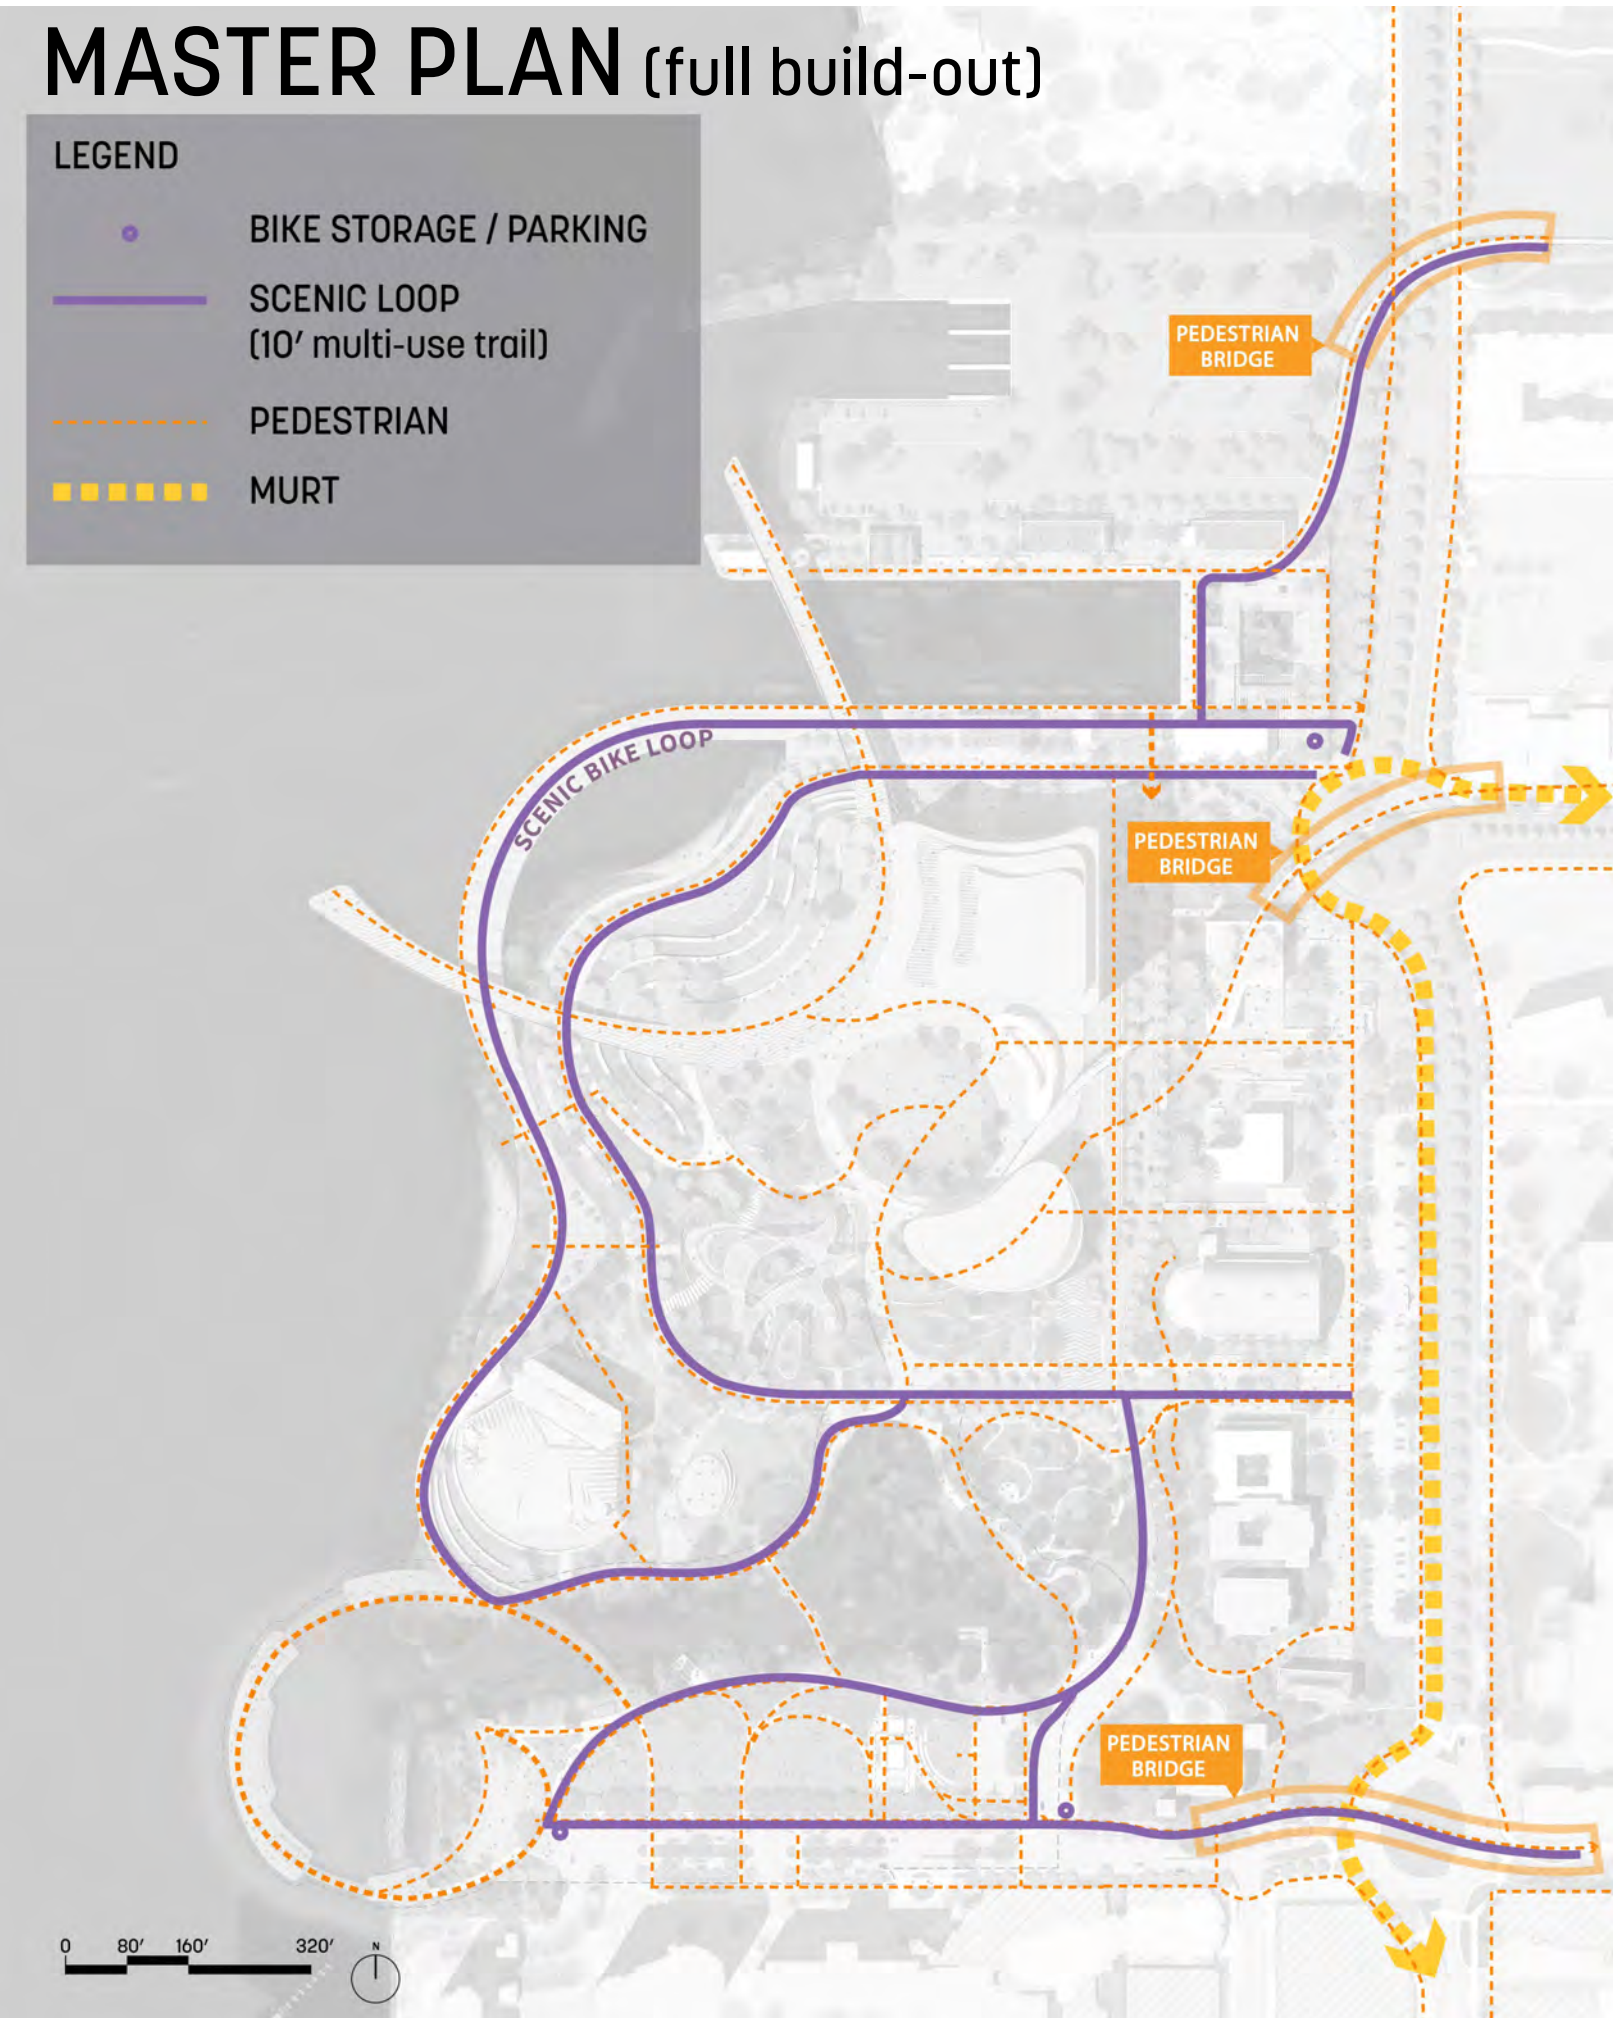 MASTER PLAN (full build-out)
LEGEND
BIKE STORAGE / PARKING
SCENIC LOOP
(10' multi-use trail)
PEDESTRIAN
MURT
PEDESTRIAN
BRIDGE
SCENIC BIKE LOOP
PEDESTRIAN
BRIDGE
PEDESTRIAN
BRIDGE
0 80' 160' 320'
N